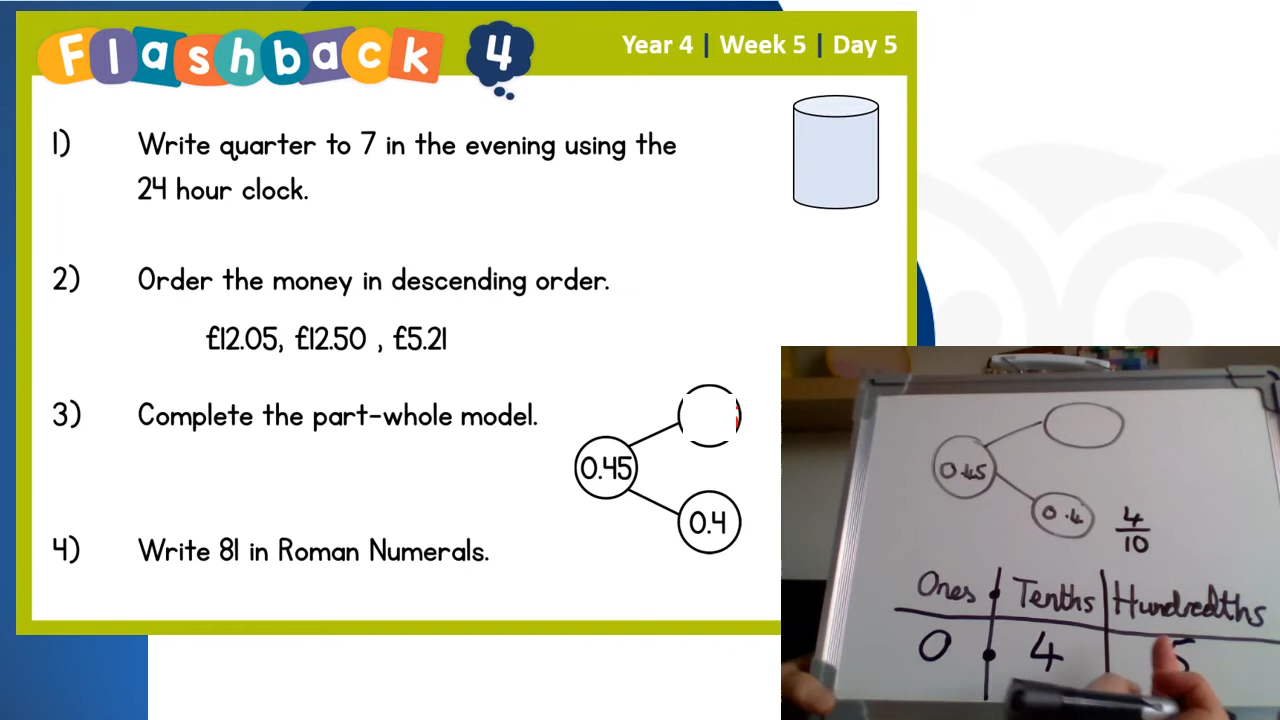 Flashback 4
Year 4 | Week 5 | Day 5
1) Write quarter to 7 in the evening using the
24 hour clock.
2) Order the money in descending order.
£12.05, £12.50 , £5.21
3) Complete the part-whole model.
0.45
0.4
4) Write 81 in Roman Numerals.
0.45
0.4
4
10
Ones Tenths Hundredths
0 . 4 5